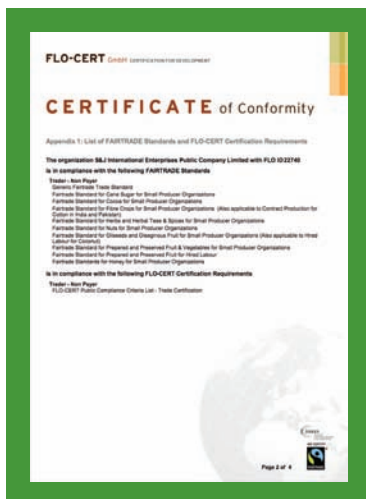 FLO-CERT GmbH CERTIFICATION FOR DEVELOPMENT
CERTIFICATE of Conformity
Appendix 1: List of FAIRTRADE Standards and FLO-CERT Certification Requirements
The organization S&J International Enterprises Public Company Limited with FLO ID22740
is in compliance with the following FAIRTRADE Standards
Trader - Non Payer
Generic Fairtrade Trade Standard
Fairtrade Standard for Cane Sugar for Small Producer Organizations
Fairtrade Standard for Cocoa for Small Producer Organizations
Fairtrade Standard for Fibre Crops for Small Producer Organizations (Also applicable to Contract Production for
Cotton in India and Pakistan)
Fairtrade Standard for Herbs and Herbal Teas & Spices for Small Producer Organizations
Fairtrade Standard for Nuts for Small Producer Organizations
Fairtrade Standard for Oilseeds and Oleaginous Fruit for Small Producer Organizations (Also applicable to Hired
Labour for Coconut)
Fairtrade Standard for Prepared and Preserved Fruit & Vegetables for Small Producer Organizations
Fairtrade Standard for Prepared and Preserved Fruit for Hired Labour
Fairtrade Standards for Honey for Small Producer Organizations
is in compliance with the following FLO-CERT Certification Requirements
Trader - Non Payer
FLO-CERT Public Compliance Criteria List - Trade Certification
Page 2 of 4